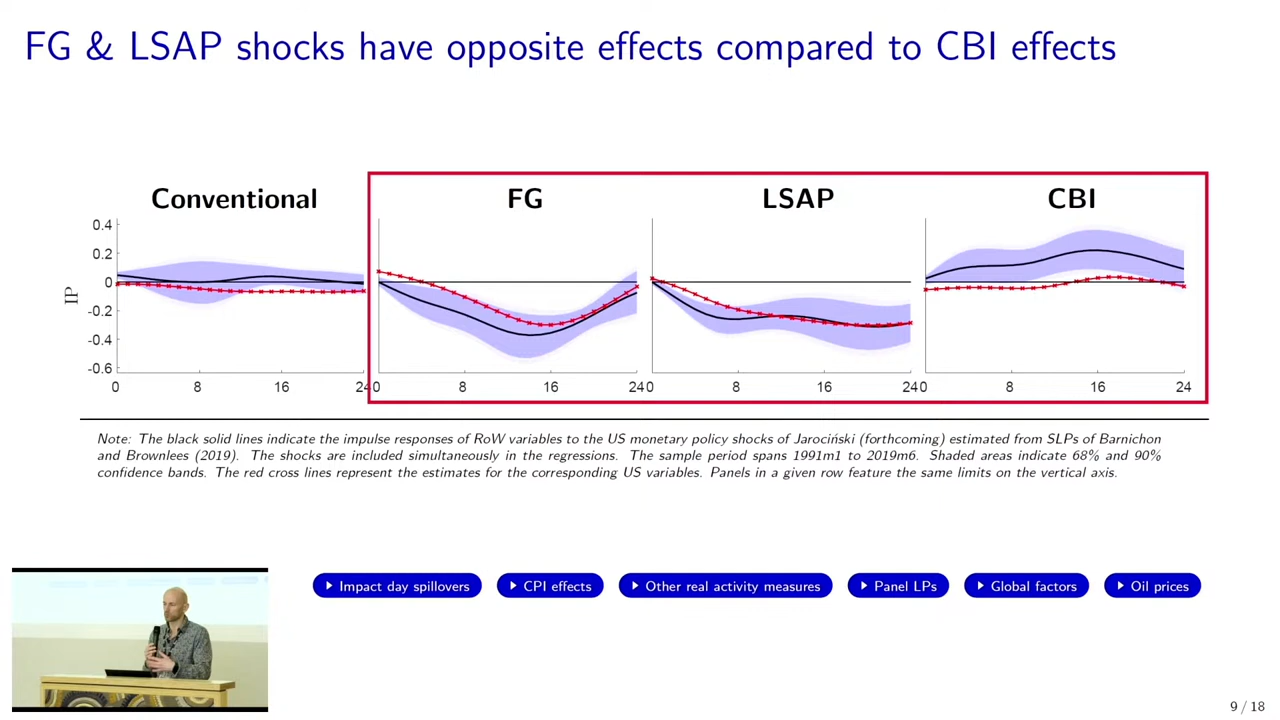 FG & LSAP shocks have opposite effects compared to CBI effects
Conventional FG LSAP CBI
IP
0.4
0.2
0
-0.2
-0.4
-0.6
0 8 16 24 0 8 16 24 0 8 16 24 0 8 16 24
Note: The black solid lines indicate the impulse responses of RoW variables to the US monetary policy shocks of Jarociński (forthcoming) estimated from SLPs of Barnichon
and Brownlees (2019). The shocks are included simultaneously in the regressions. The sample period spans 1991m1 to 2019m6. Shaded areas indicate 68% and 90%
confidence bands. The red cross lines represent the estimates for the corresponding US variables. Panels in a given row feature the same limits on the vertical axis.
Impact day spillovers CPI effects Other real activity measures Panel LPs Global factors Oil prices
9 / 18